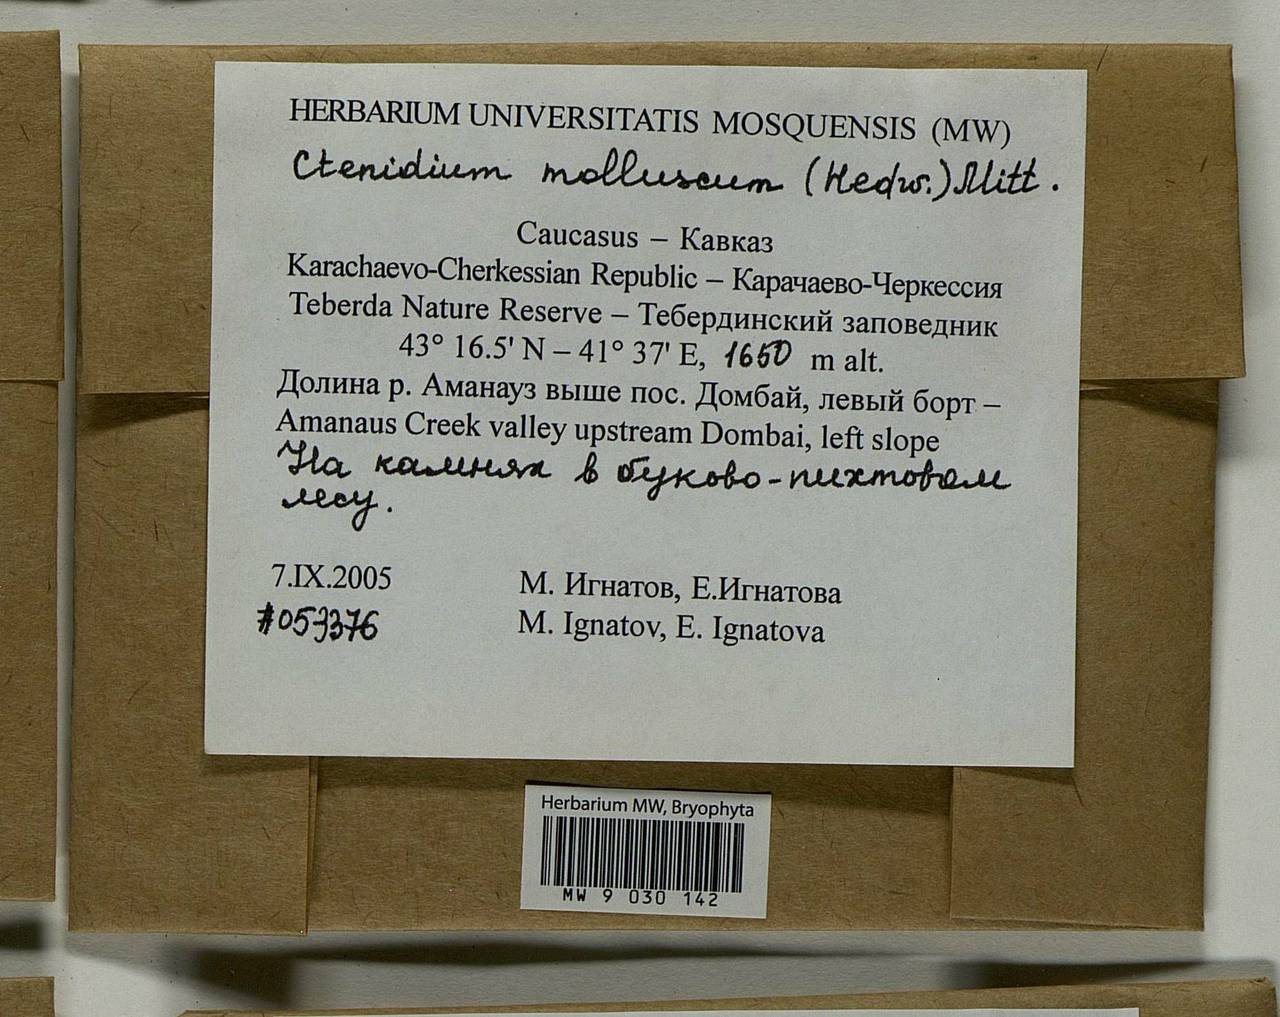 HERBARIUM UNIVERSITATIS MOSQUENSIS (MW)
Ctenidium molluscum (Hedw.) Mitt.
Caucasus – Кавказ
Karachaevo-Cherkessian Republic – Карачаево-Черкессия
Teberda Nature Reserve – Тебердинский заповедник
43° 16.5' N – 41° 37' E, 1650 m alt.
Долина р. Аманауз выше пос. Домбай, левый борт –
Amanaus Creek valley upstream Dombai, left slope
На камнях в буково-пихтовом
лесу.
7.IX.2005 М. Игнатов, Е.Игнатова
#053376 M. Ignatov, E. Ignatova
Herbarium MW, Bryophyta
MW 9 030 142